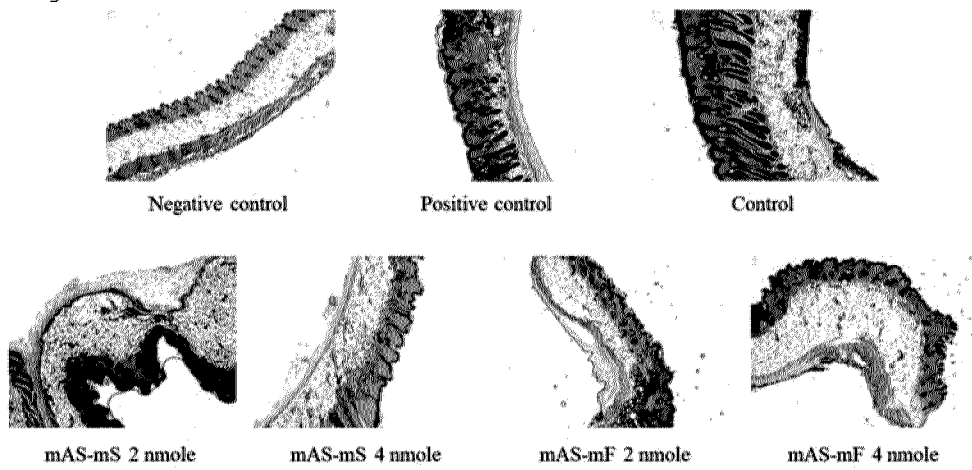 Negative control
Positive control
Control
mAS-mS 2 nmole
mAS-mS 4 nmole
mAS-mF 2 nmole
mAS-mF 4 nmole